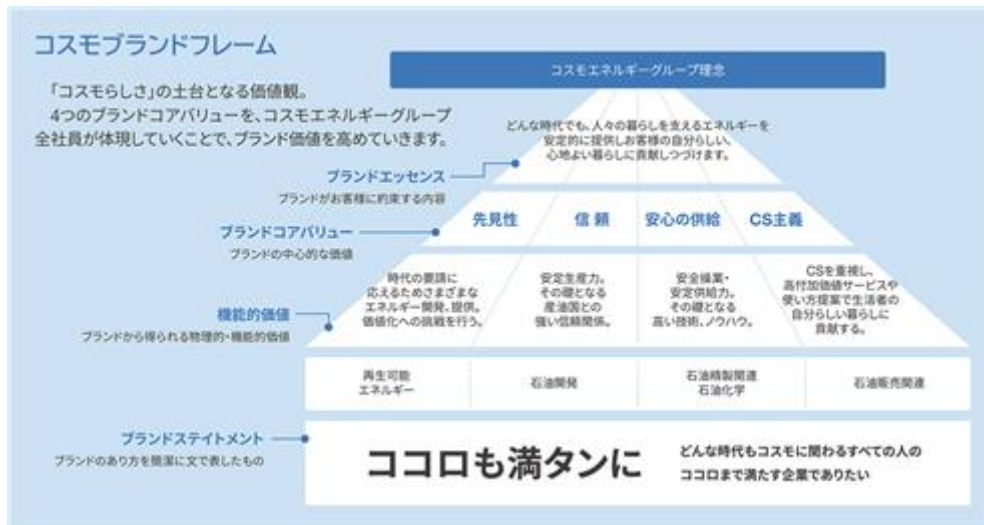 コスモブランドフレーム
「コスモらしさ」の土台となる価値観。
4つのブランドコアバリューを、コスモエネルギーグループ
全社員が体現していくことで、ブランド価値を高めていきます。
コスモエネルギーグループ理念
どんな時代でも、人々の暮らしを支えるエネルギーを
安定的に提供しお客様の自分らしい、
心地よい暮らしに貢献しつづけます。
ブランドエッセンス
ブランドがお客様に約束する内容
先見性
信頼
安心の供給
CS主義
ブランドコアバリュー
ブランドの中心的な価値
時代の要請に
応えるためさまざまな
エネルギー開発、提供。
価値化への挑戦を行う。
安定生産力。
その礎となる
産油国との
強い信頼関係。
安全操業・
安定供給力。
その礎となる
高い技術、ノウハウ。
CSを重視し、
高付加価値サービスや
使い方提案で生活者の
自分らしい暮らしに
貢献する。
機能的価値
ブランドから得られる物理的・機能的価値
再生可能
エネルギー
石油開発
石油精製関連
石油化学
石油販売関連
ブランドステイトメント
ブランドのあり方を簡潔に文で表したもの
ココロも満タンに
どんな時代もコスモに関わるすべての人の
ココロまで満たす企業でありたい